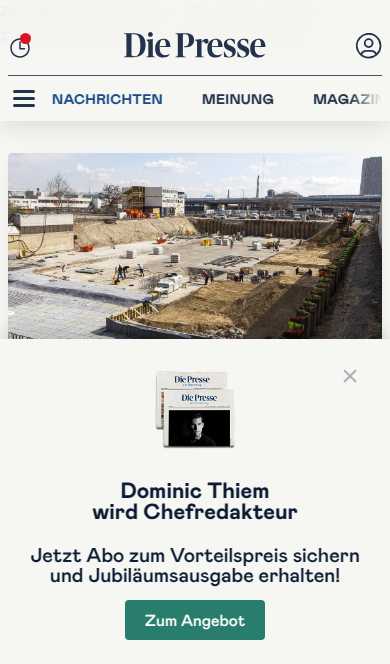 Die Presse
NACHRICHTEN MEINUNG MAGAZIN
Die Presse
Die Presse
Dominic Thiem
wird Chefredakteur
Jetzt Abo zum Vorteilspreis sichern
und Jubiläumsausgabe erhalten!
Zum Angebot